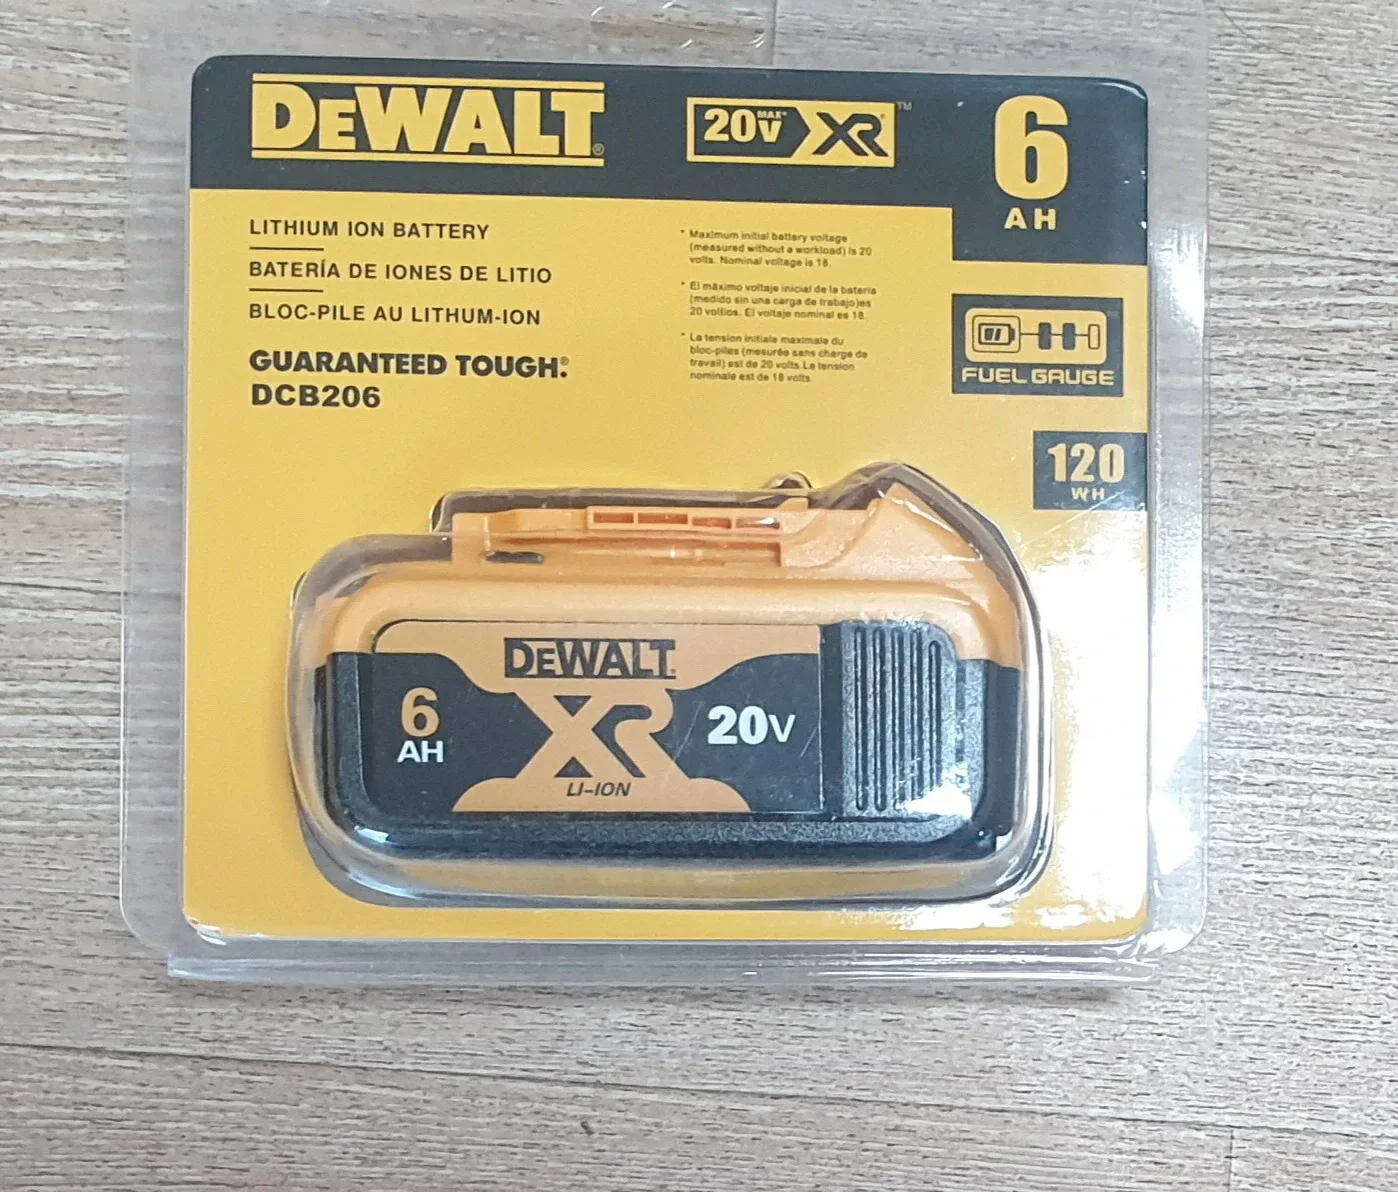 DEWALT®
20V MAX* XR™
6
AH
LITHIUM ION BATTERY
BATERÍA DE IONES DE LITIO
BLOC-PILE AU LITHUM-ION
GUARANTEED TOUGH.®
DCB206
* Maximum initial battery voltage
(measured without a workload) is 20
volts. Nominal voltage is 18.
* El máximo voltaje inicial de la bateria
(medido sin una carga de trabajo)es
20 voltios. El voltaje nominal es 18.
* La tension initiale maximale du
bloc-piles (mesurée sans charge de
travail) est de 20 volts. Le tension
nominale est de 18 volts
FUEL GAUGE
120
WH
DEWALT
6
AH
XR
20V
LI-ION